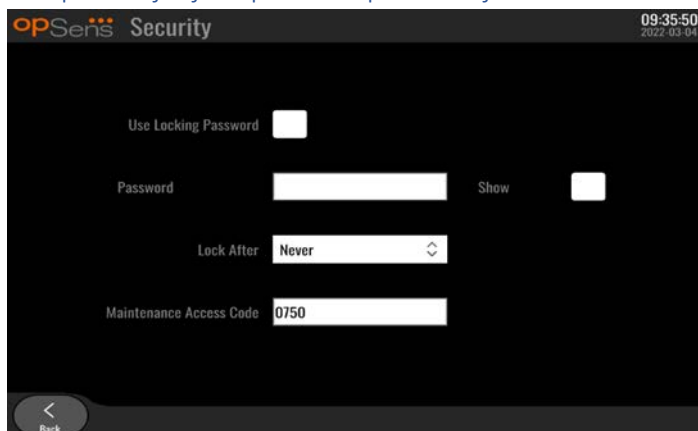 opSens Security 09:35:50
2022-03-04
Use Locking Password
Password Show
Lock After Never
Maintenance Access Code 0750
Back